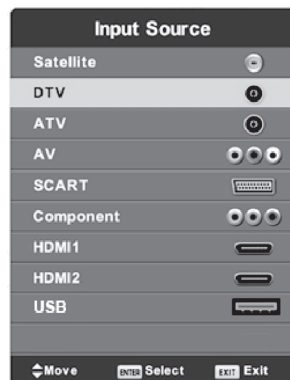 Input Source
Satellite
DTV
ATV
AV
SCART
Component
HDMI1
HDMI2
USB
Move ENTER Select EXIT Exit